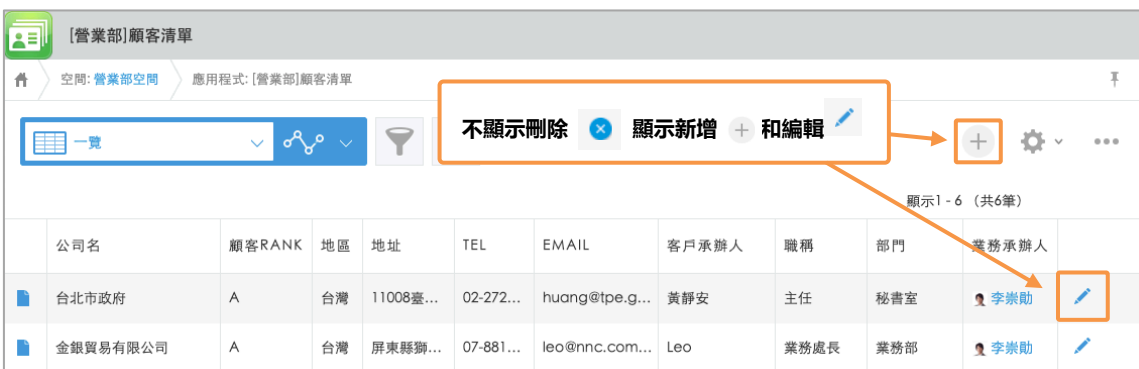 [營業部]顧客清單
空間: 營業部空間 應用程式: [營業部]顧客清單
不顯示刪除 顯示新增 和編輯
一覽
顯示1 - 6 （共6筆）
公司名 顧客RANK 地區 地址 TEL EMAIL 客戶承辦人 職稱 部門 業務承辦人
台北市政府 A 台灣 11008臺... 02-272... huang@tpe.g... 黃靜安 主任 秘書室 李崇勛
金銀貿易有限公司 A 台灣 屏東縣獅... 07-881... leo@nnc.com... Leo 業務處長 業務部 李崇勛